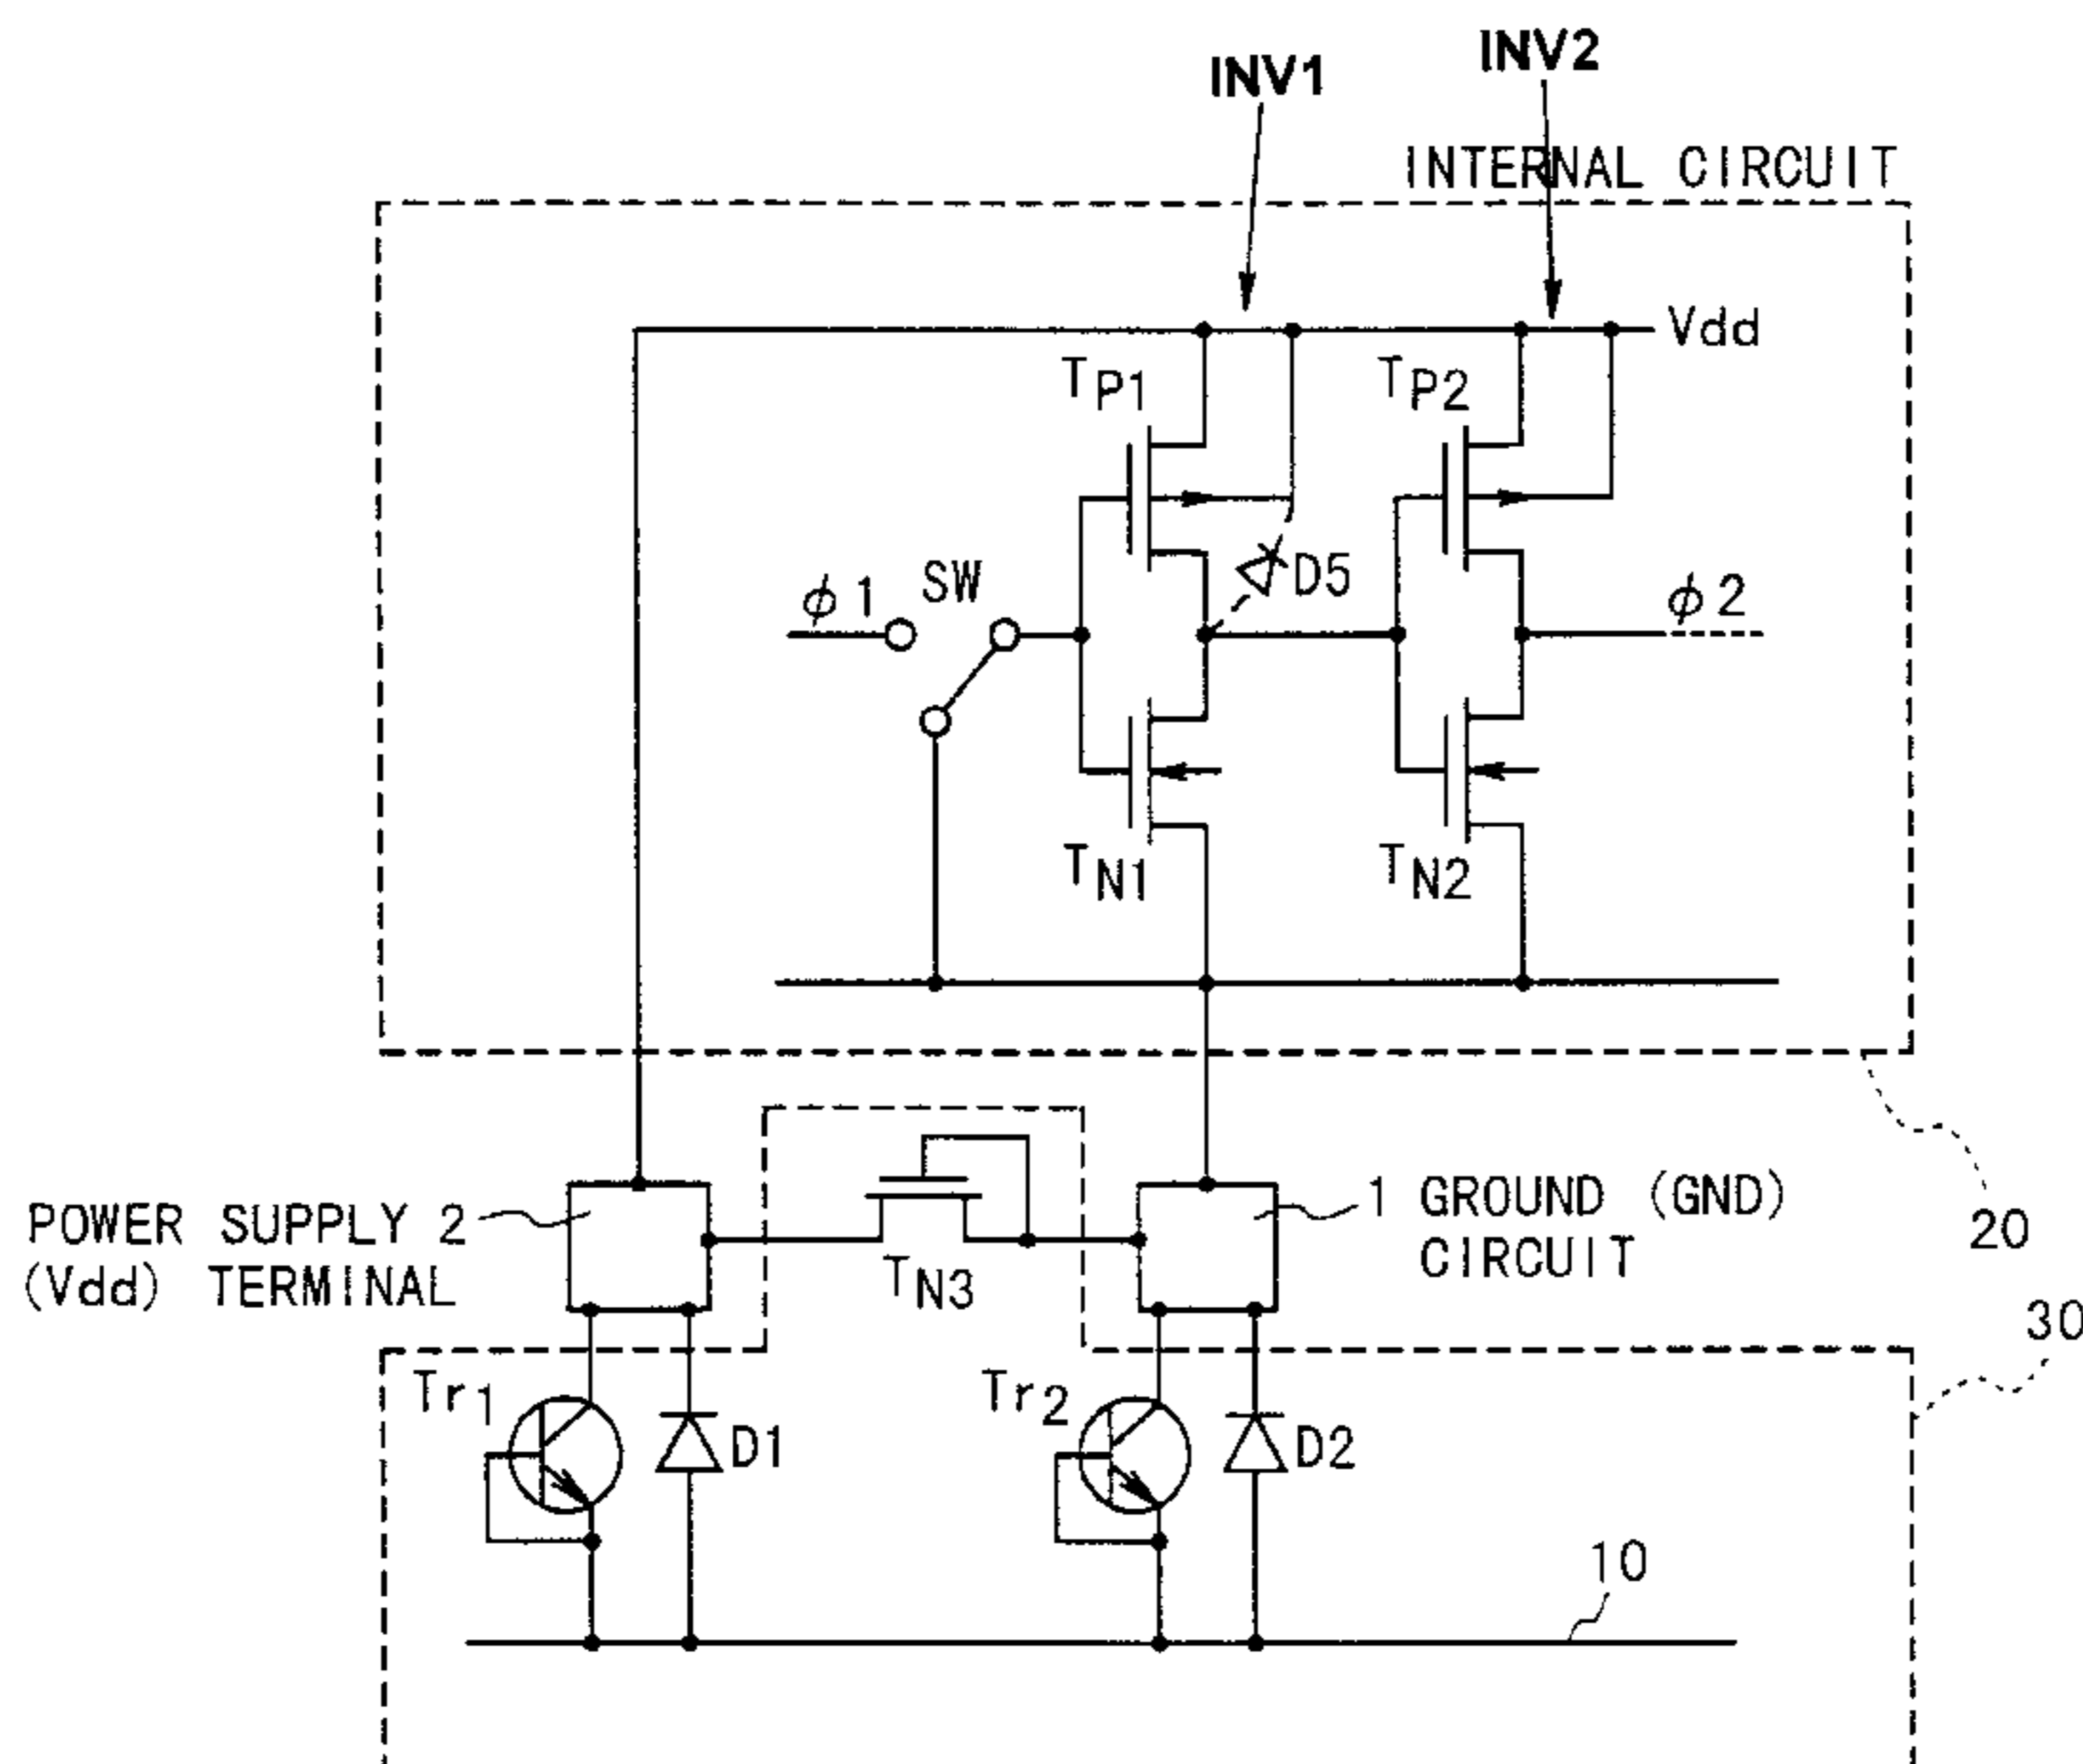 INV1
INV2
INTERNAL CIRCUIT
Vdd
TP1
TP2
D5
ϕ1
SW
ϕ2
TN1
TN2
POWER SUPPLY 2
(Vdd) TERMINAL
TN3
1 GROUND (GND)
CIRCUIT
20
30
Tr1
D1
Tr2
D2
10